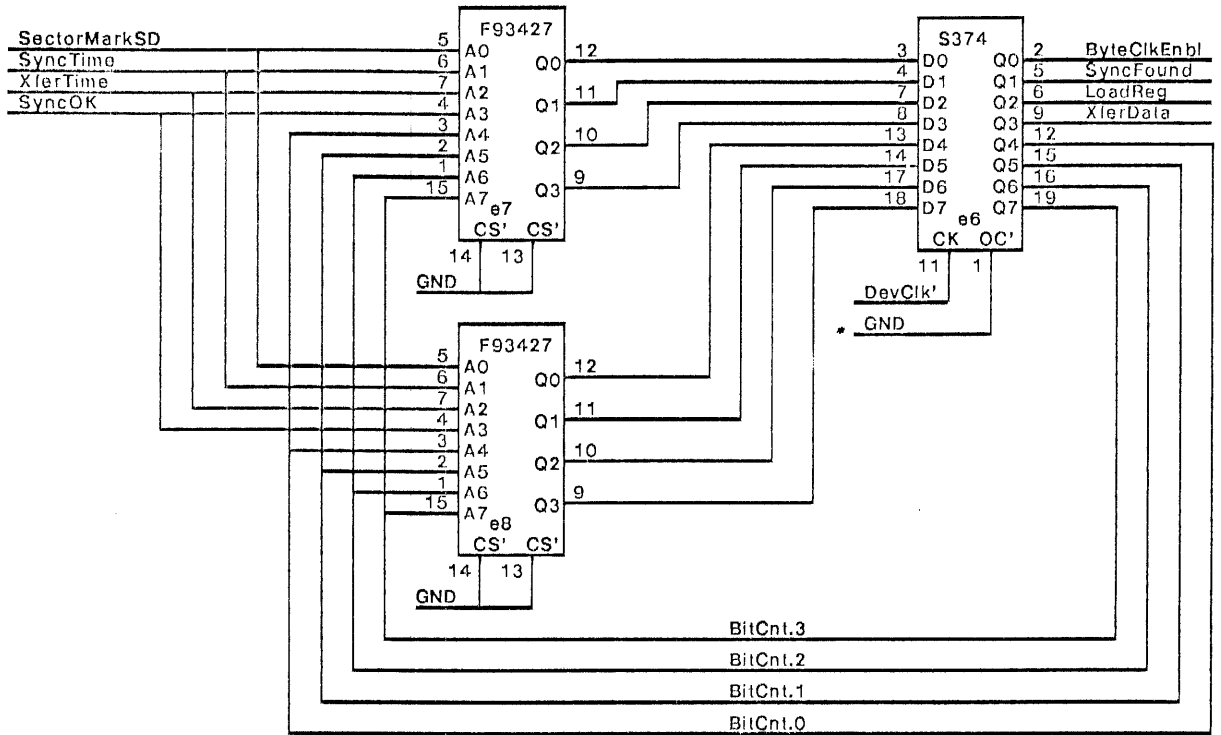 SectorMarkSD
SyncTime
XferTime
SyncOK
F93427
5 A0 Q0 12
6 A1
7 A2 Q1 11
4 A3
3 A4 Q2 10
2 A5
1 A6 Q3 9
15 A7
e7
CS' CS'
14 13
GND
S374
3 D0 Q0 2 ByteClkEnbl
4 D1 Q1 5 SyncFound
7 D2 Q2 6 LoadReg
8 D3 Q3 9 XferData
13 D4 Q4 12
14 D5 Q5 15
17 D6 Q6 16
18 D7 Q7 19
e6
CK OC'
11 1
DevClk'
* GND
F93427
5 A0 Q0 12
6 A1
7 A2 Q1 11
4 A3
3 A4 Q2 10
2 A5
1 A6 Q3 9
15 A7
e8
CS' CS'
14 13
GND
BitCnt.3
BitCnt.2
BitCnt.1
BitCnt.0